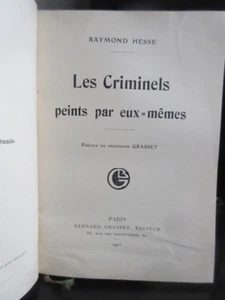 RAYMOND HESSE
Les Criminels
peints par eux-mêmes
Préface du professeur GRASSET
PARIS
BERNARD GRASSET, ÉDITEUR